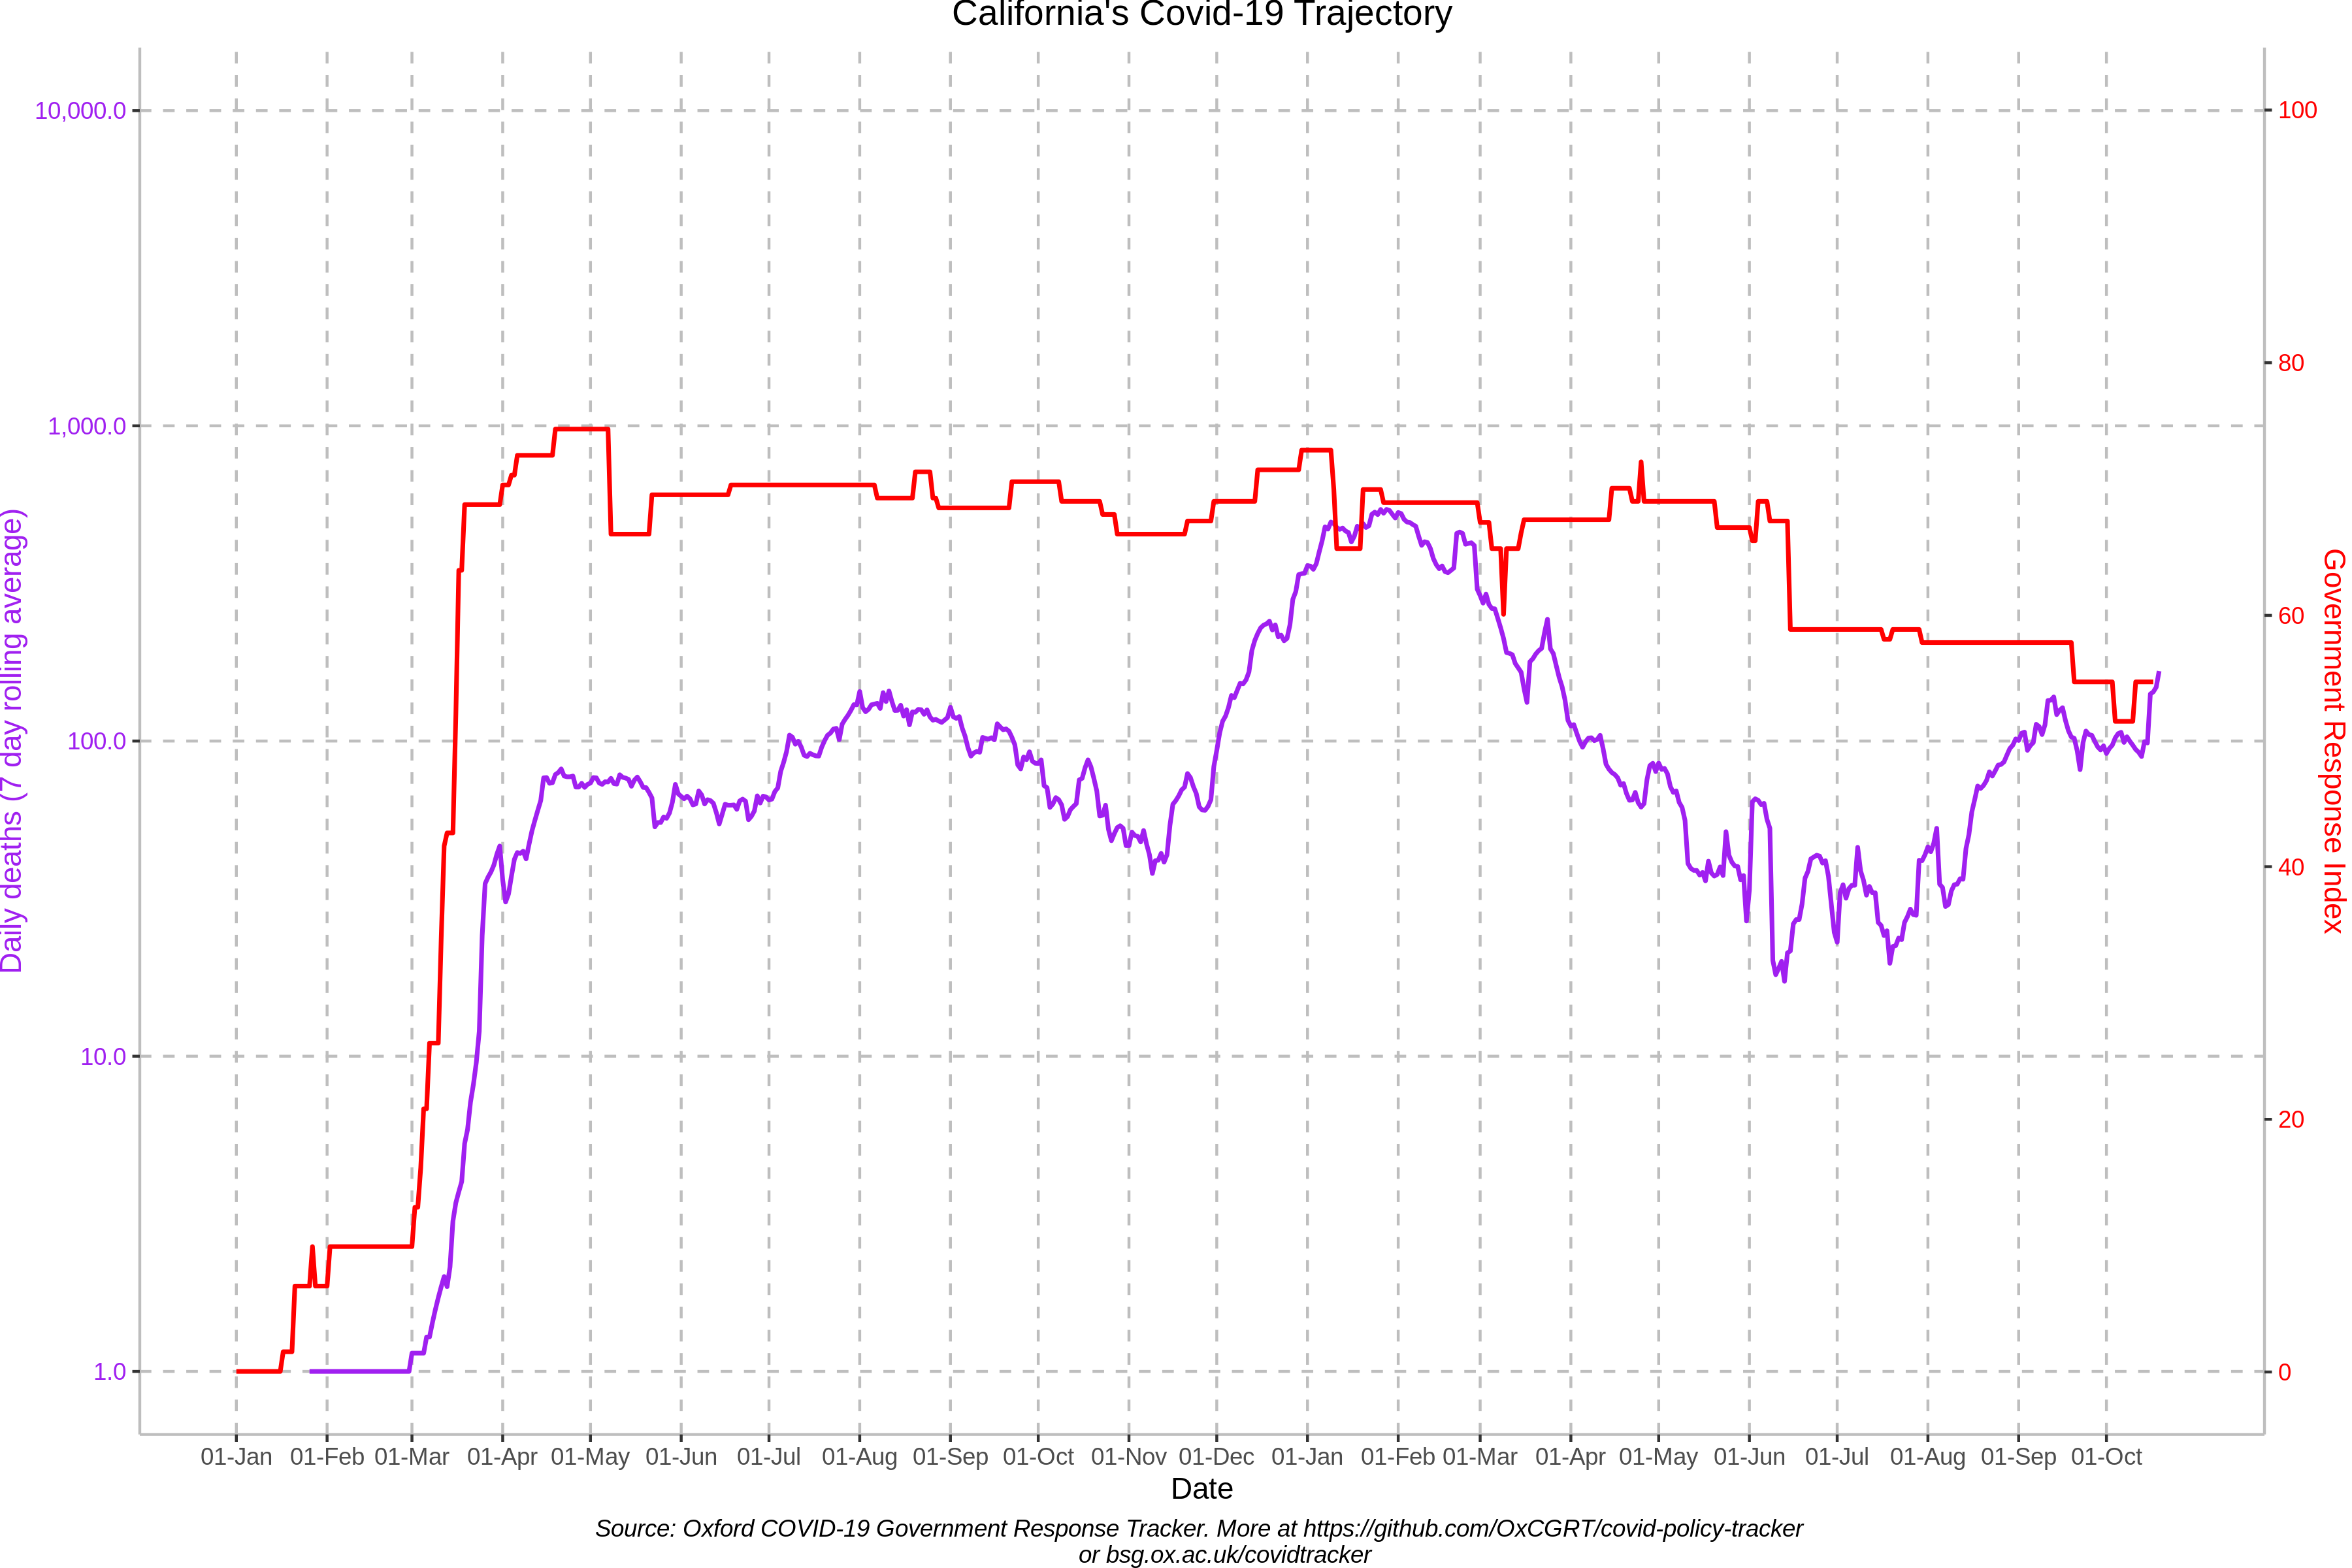 California's Covid-19 Trajectory
10,000.0
1,000.0
100.0
10.0
1.0
Daily deaths (7 day rolling average)
100
80
60
40
20
0
Government Response Index
01-Jan 01-Feb 01-Mar 01-Apr 01-May 01-Jun 01-Jul 01-Aug 01-Sep 01-Oct 01-Nov 01-Dec 01-Jan 01-Feb 01-Mar 01-Apr 01-May 01-Jun 01-Jul 01-Aug 01-Sep 01-Oct
Date
Source: Oxford COVID-19 Government Response Tracker. More at https://github.com/OxCGRT/covid-policy-tracker
or bsg.ox.ac.uk/covidtracker